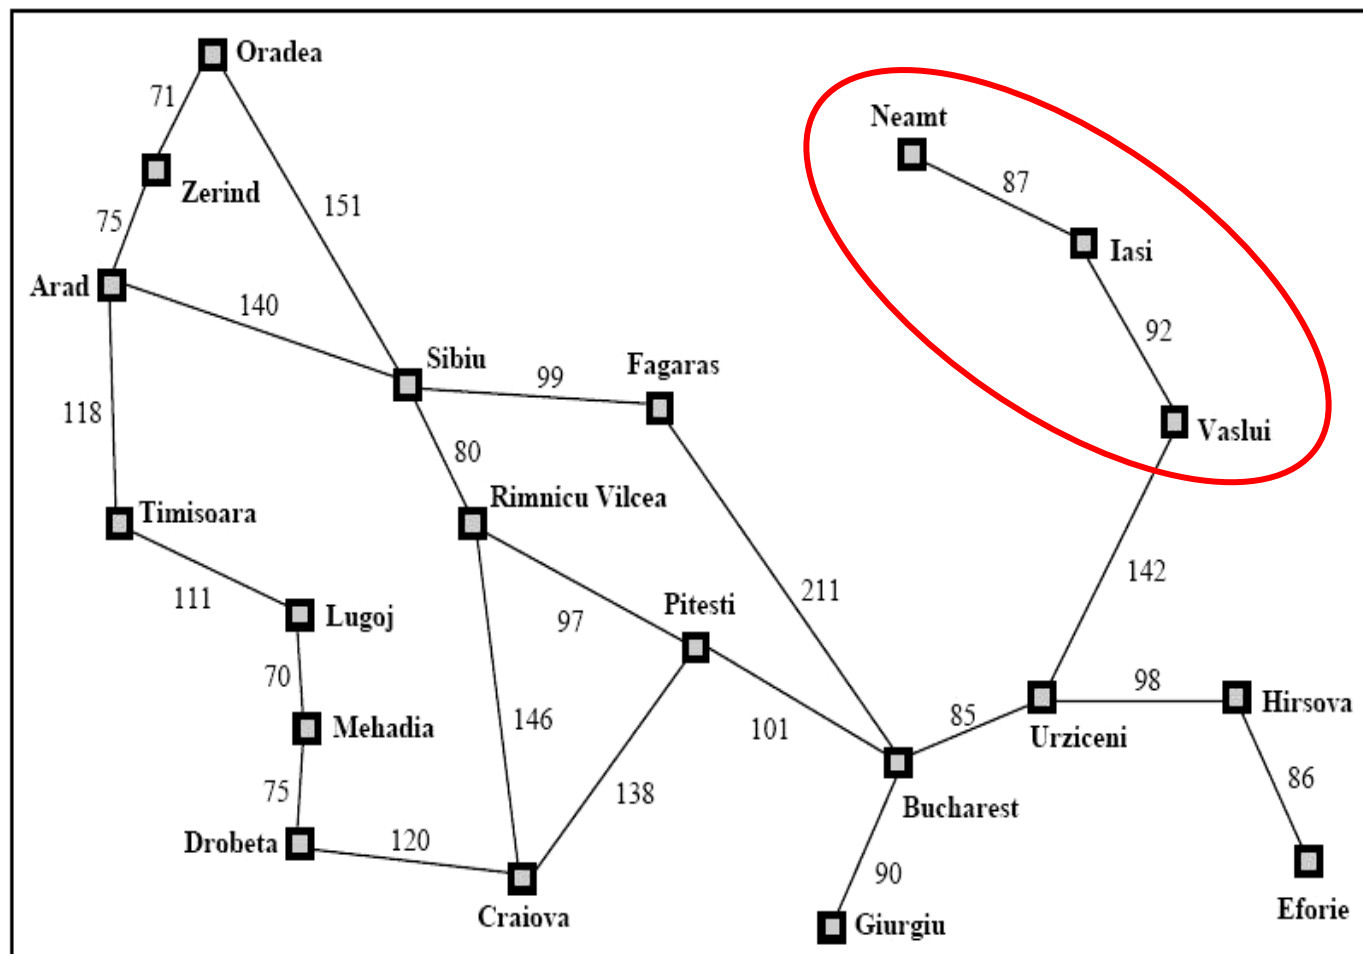 Oradea
71
Neamt
87
Zerind
151
75
Iasi
Arad
140
92
Sibiu
Fagaras
99
118
Vaslui
80
Rimnicu Vilcea
Timisoara
142
211
111
Pitesti
Lugoj
97
70
98
Hirsova
85
146
101
Mehadia
Urziceni
86
75
138
Bucharest
Drobeta
120
90
Eforie
Craiova
Giurgiu